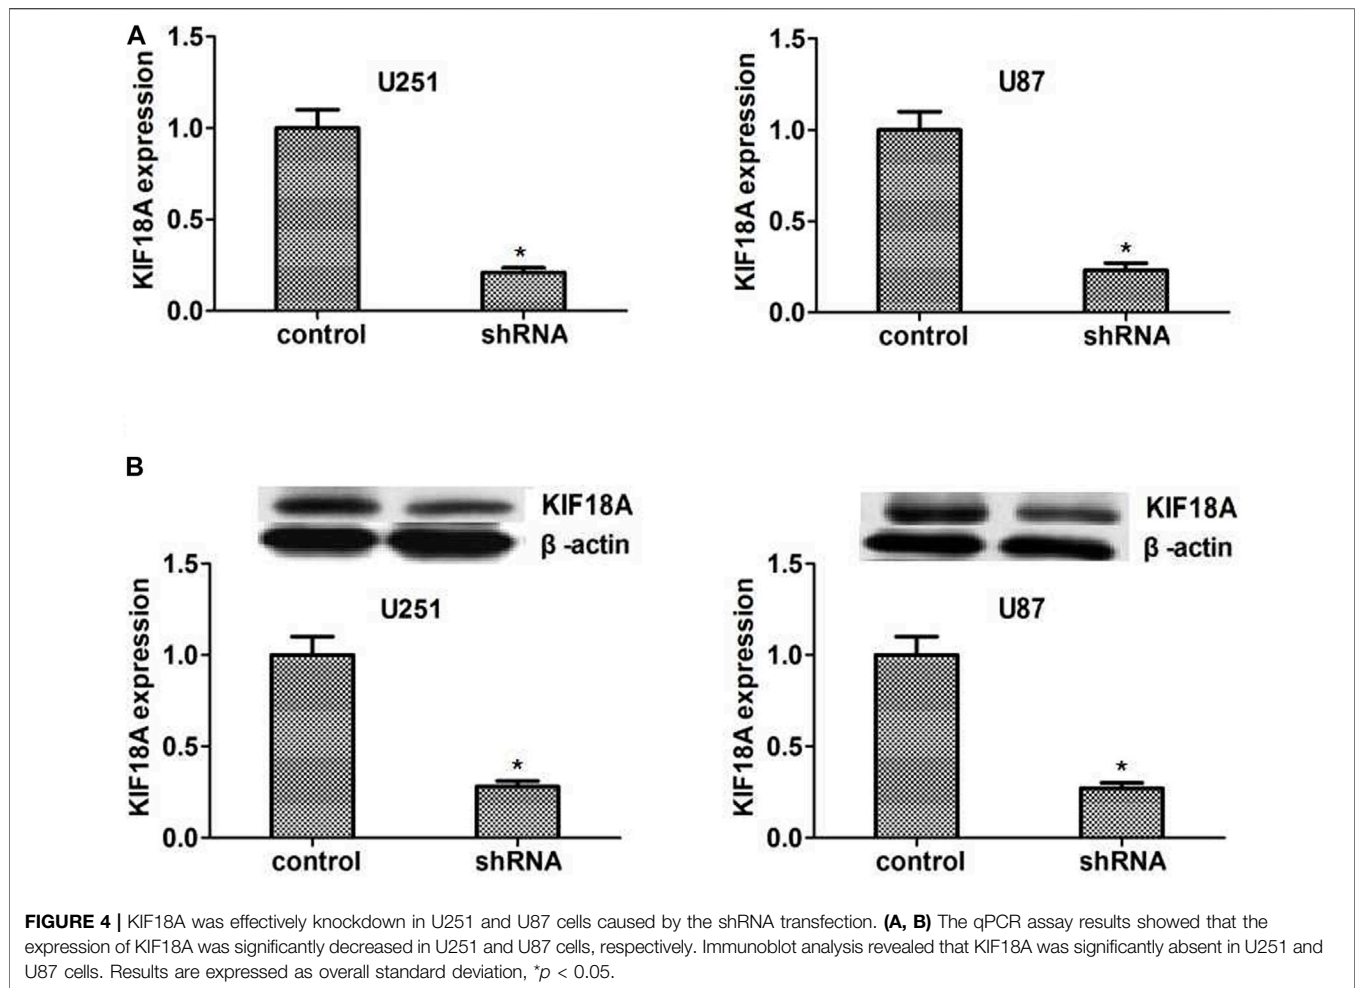 A
1.5
1.0
0.5
0.0
KIF18A expression
U251
*
control
shRNA
1.5
1.0
0.5
0.0
KIF18A expression
U87
*
control
shRNA
B
KIF18A
β -actin
1.5
1.0
0.5
0.0
KIF18A expression
U251
*
control
shRNA
KIF18A
β -actin
1.5
1.0
0.5
0.0
KIF18A expression
U87
*
control
shRNA
FIGURE 4 | KIF18A was effectively knockdown in U251 and U87 cells caused by the shRNA transfection. (A, B) The qPCR assay results showed that the
expression of KIF18A was significantly decreased in U251 and U87 cells, respectively. Immunoblot analysis revealed that KIF18A was significantly absent in U251 and
U87 cells. Results are expressed as overall standard deviation, *p < 0.05.